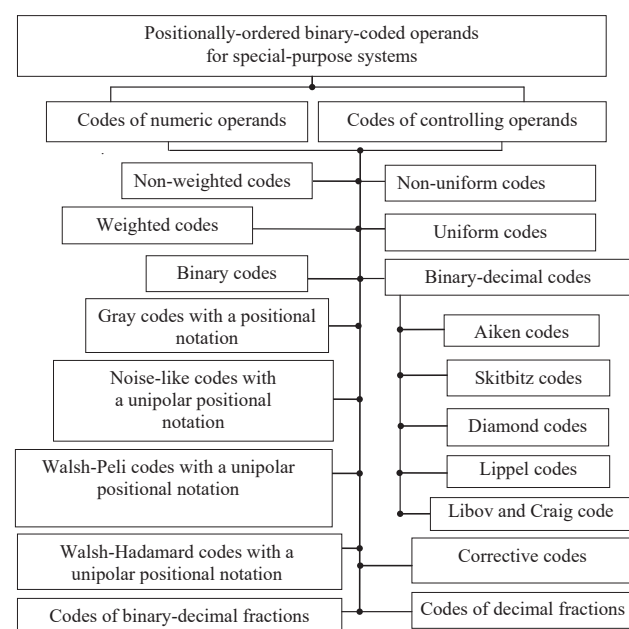 Positionally-ordered binary-coded operands
for special-purpose systems
Codes of numeric operands
Codes of controlling operands
Non-weighted codes
Non-uniform codes
Weighted codes
Uniform codes
Binary codes
Binary-decimal codes
Gray codes with a positional
notation
Aiken codes
Noise-like codes with
a unipolar positional
notation
Skitbitz codes
Diamond codes
Walsh-Peli codes with a unipolar
positional notation
Lippel codes
Libov and Craig code
Walsh-Hadamard codes with a
unipolar positional notation
Corrective codes
Codes of binary-decimal fractions
Codes of decimal fractions